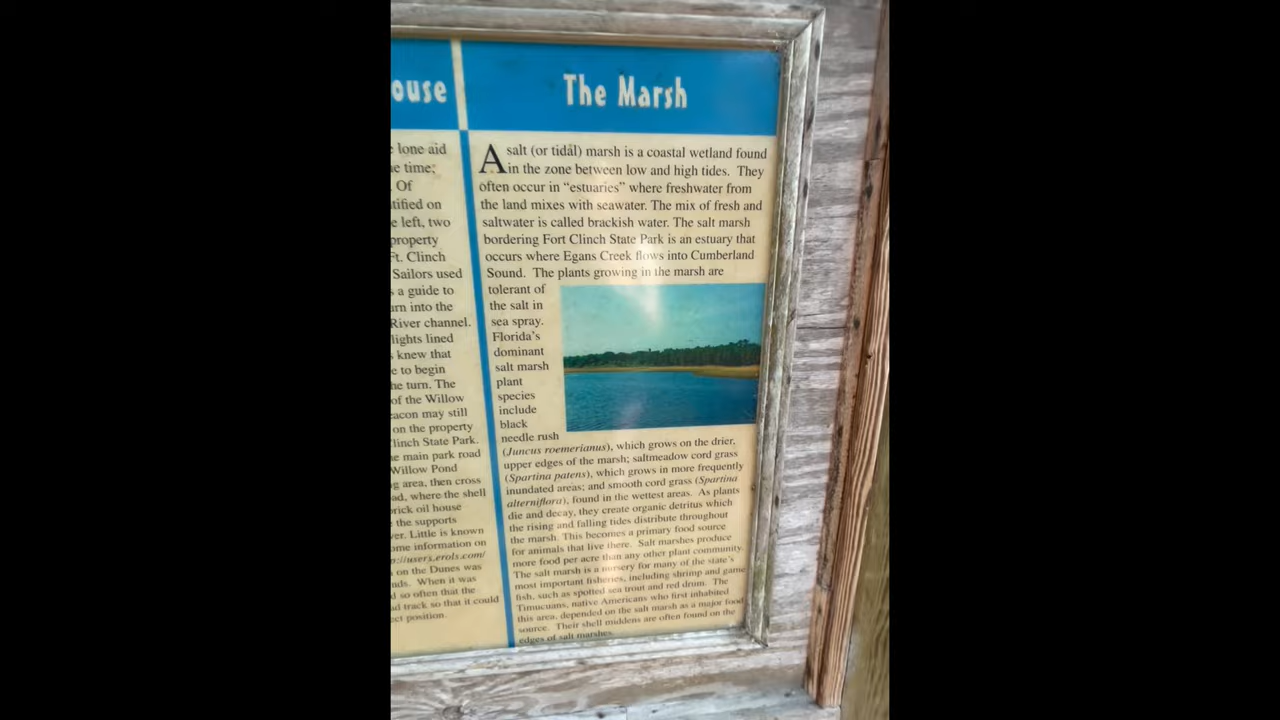 ouse
lone aid
e time;
Of
tified on
e left, two
property
Ft. Clinch
Sailors used
a guide to
urn into the
River channel.
lights lined
knew that
e to begin
he turn. The
of the Willow
eacon may still
on the property
Clinch State Park.
e main park road
Willow Pond
g area, then cross
ad, where the shell
brick oil house
the supports
ver. Little is known
ome information on
p://users.erols.com/
on the Dunes was
nds. When it was
d so often that the
ad track so that it could
ect position.
The Marsh
A salt (or tidal) marsh is a coastal wetland found
in the zone between low and high tides. They
often occur in “estuaries” where freshwater from
the land mixes with seawater. The mix of fresh and
saltwater is called brackish water. The salt marsh
bordering Fort Clinch State Park is an estuary that
occurs where Egans Creek flows into Cumberland
Sound. The plants growing in the marsh are
tolerant of
the salt in
sea spray.
Florida’s
dominant
salt marsh
plant
species
include
black
needle rush
(Juncus roemerianus), which grows on the drier,
upper edges of the marsh; saltmeadow cord grass
(Spartina patens), which grows in more frequently
inundated areas; and smooth cord grass (Spartina
alterniflora), found in the wettest areas. As plants
die and decay, they create organic detritus which
the rising and falling tides distribute throughout
the marsh. This becomes a primary food source
for animals that live there. Salt marshes produce
more food per acre than any other plant community.
The salt marsh is a nursery for many of the state’s
most important fisheries, including shrimp and game
fish, such as spotted sea trout and red drum. The
Timucuans, native Americans who first inhabited
this area, depended on the salt marsh as a major food
source. Their shell middens are often found on the
edges of salt marshes.